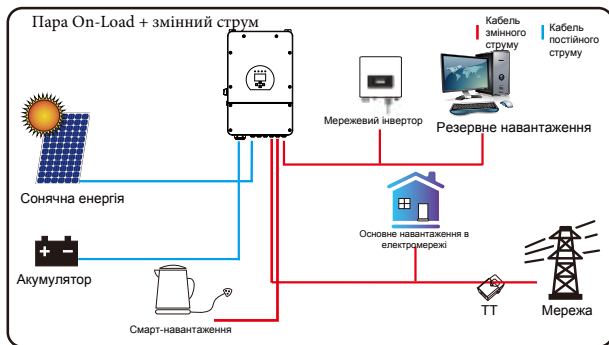 Пара On-Load + змінний струм
Кабель
змінного
струму
Кабель
постійного
струму
Мережевий інвертор
Резервне навантаження
Сонячна енергія
Основне навантаження в
електромережі
Акумулятор
Смарт-навантаження
ТТ
Мережа